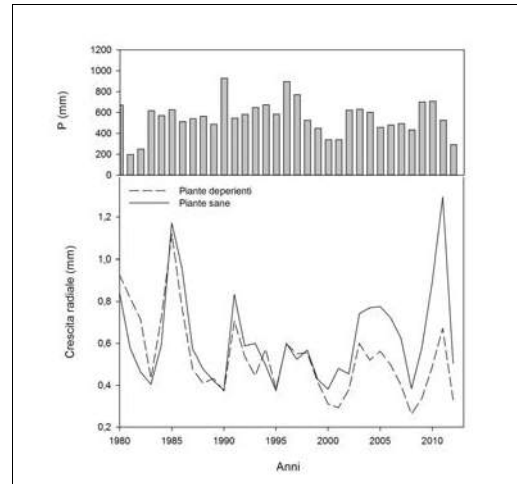 1200
1000
800
600
400
200
0
P (mm)
Piante deperienti
Piante sane
1,2
1,0
0,8
0,6
0,4
0,2
Crescita radiale (mm)
1980 1985 1990 1995 2000 2005 2010
Anni